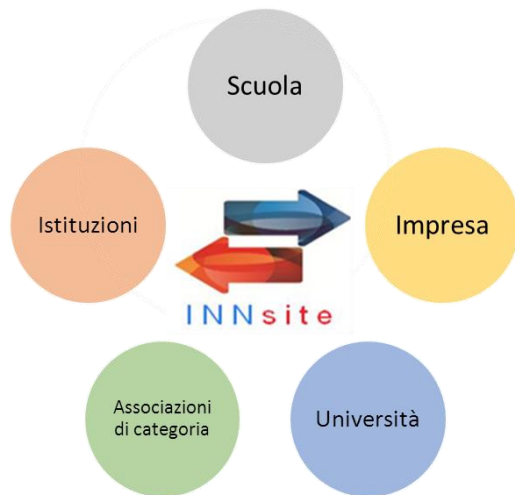 Scuola
Istituzioni
Impresa
INNsite
Associazioni
di categoria
Università